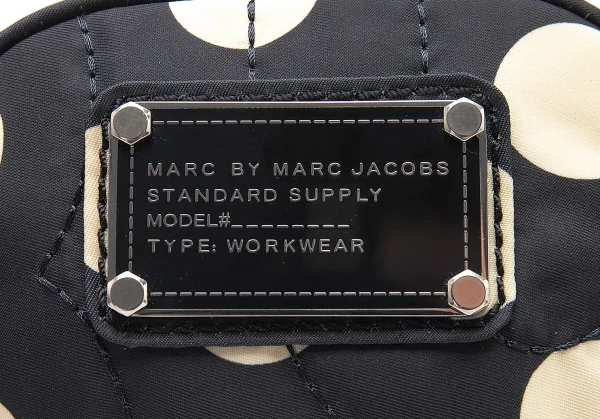 MARC BY MARC JACOBS
STANDARD SUPPLY
MODEL#________
TYPE: WORKWEAR